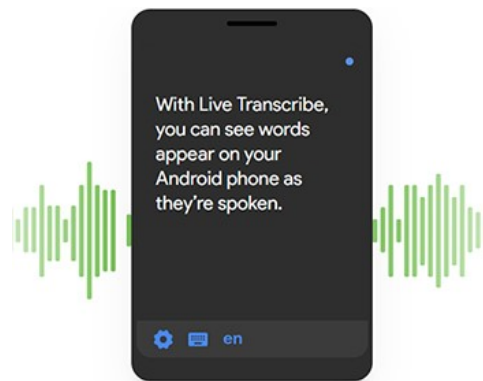 With Live Transcribe,
you can see words
appear on your
Android phone as
they’re spoken.
en